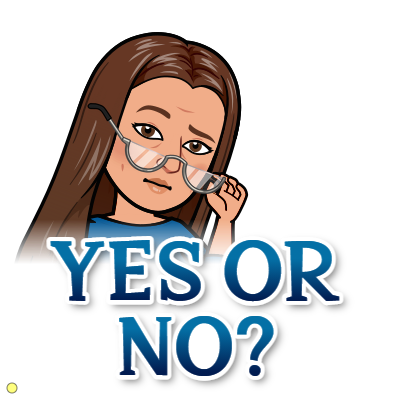 YES OR
NO?